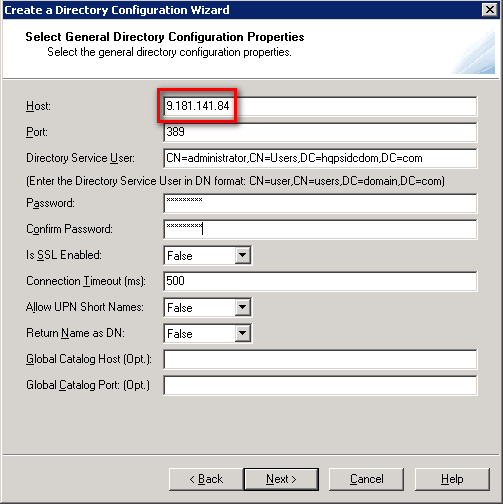 Create a Directory Configuration Wizard
Select General Directory Configuration Properties
Select the general directory configuration properties.
Host: 9.181.141.84
Port: 389
Directory Service User: CN=administrator,CN=Users,DC=hqpsidcdom,DC=com
(Enter the Directory Service User in DN format: CN=user,CN=users,DC=domain,DC=com)
Password: *********
Confirm Password: *********
Is SSL Enabled: False
Connection Timeout (ms): 500
Allow UPN Short Names: False
Return Name as DN: False
Global Catalog Host (Opt.):
Global Catalog Port: (Opt.)
< Back Next > Cancel Help